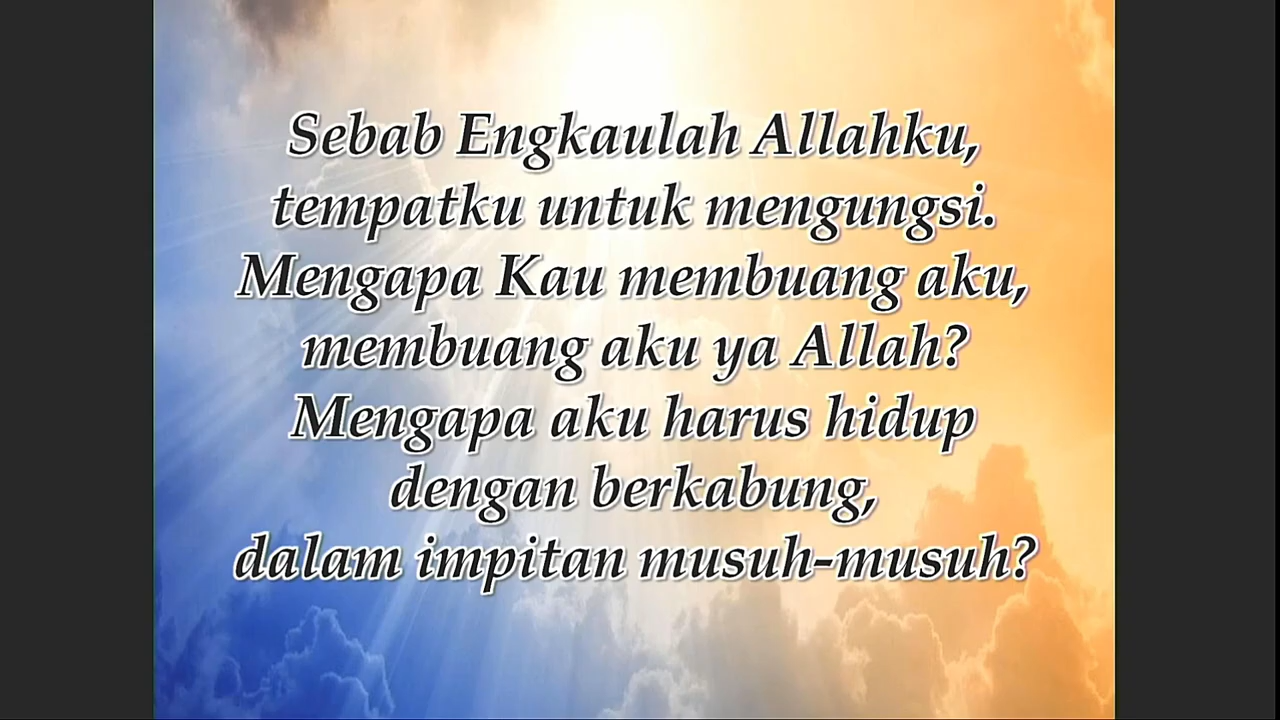 Sebab Engkaulah Allahku,
tempatku untuk mengungsi.
Mengapa Kau membuang aku,
membuang aku ya Allah?
Mengapa aku harus hidup
dengan berkabung,
dalam impitan musuh-musuh?